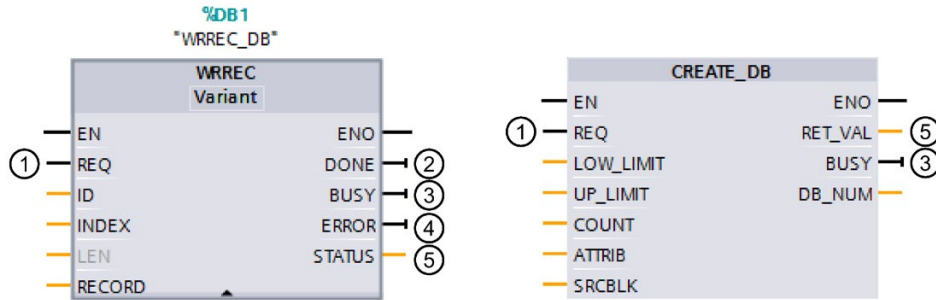 %DB1
"WRREC_DB"
WRREC
Variant
EN ENO
① REQ DONE ②
ID BUSY ③
INDEX ERROR ④
LEN STATUS ⑤
RECORD
CREATE_DB
EN ENO
① REQ RET_VAL ⑤
LOW_LIMIT BUSY ③
UP_LIMIT DB_NUM
COUNT
ATTRIB
SRCBLK